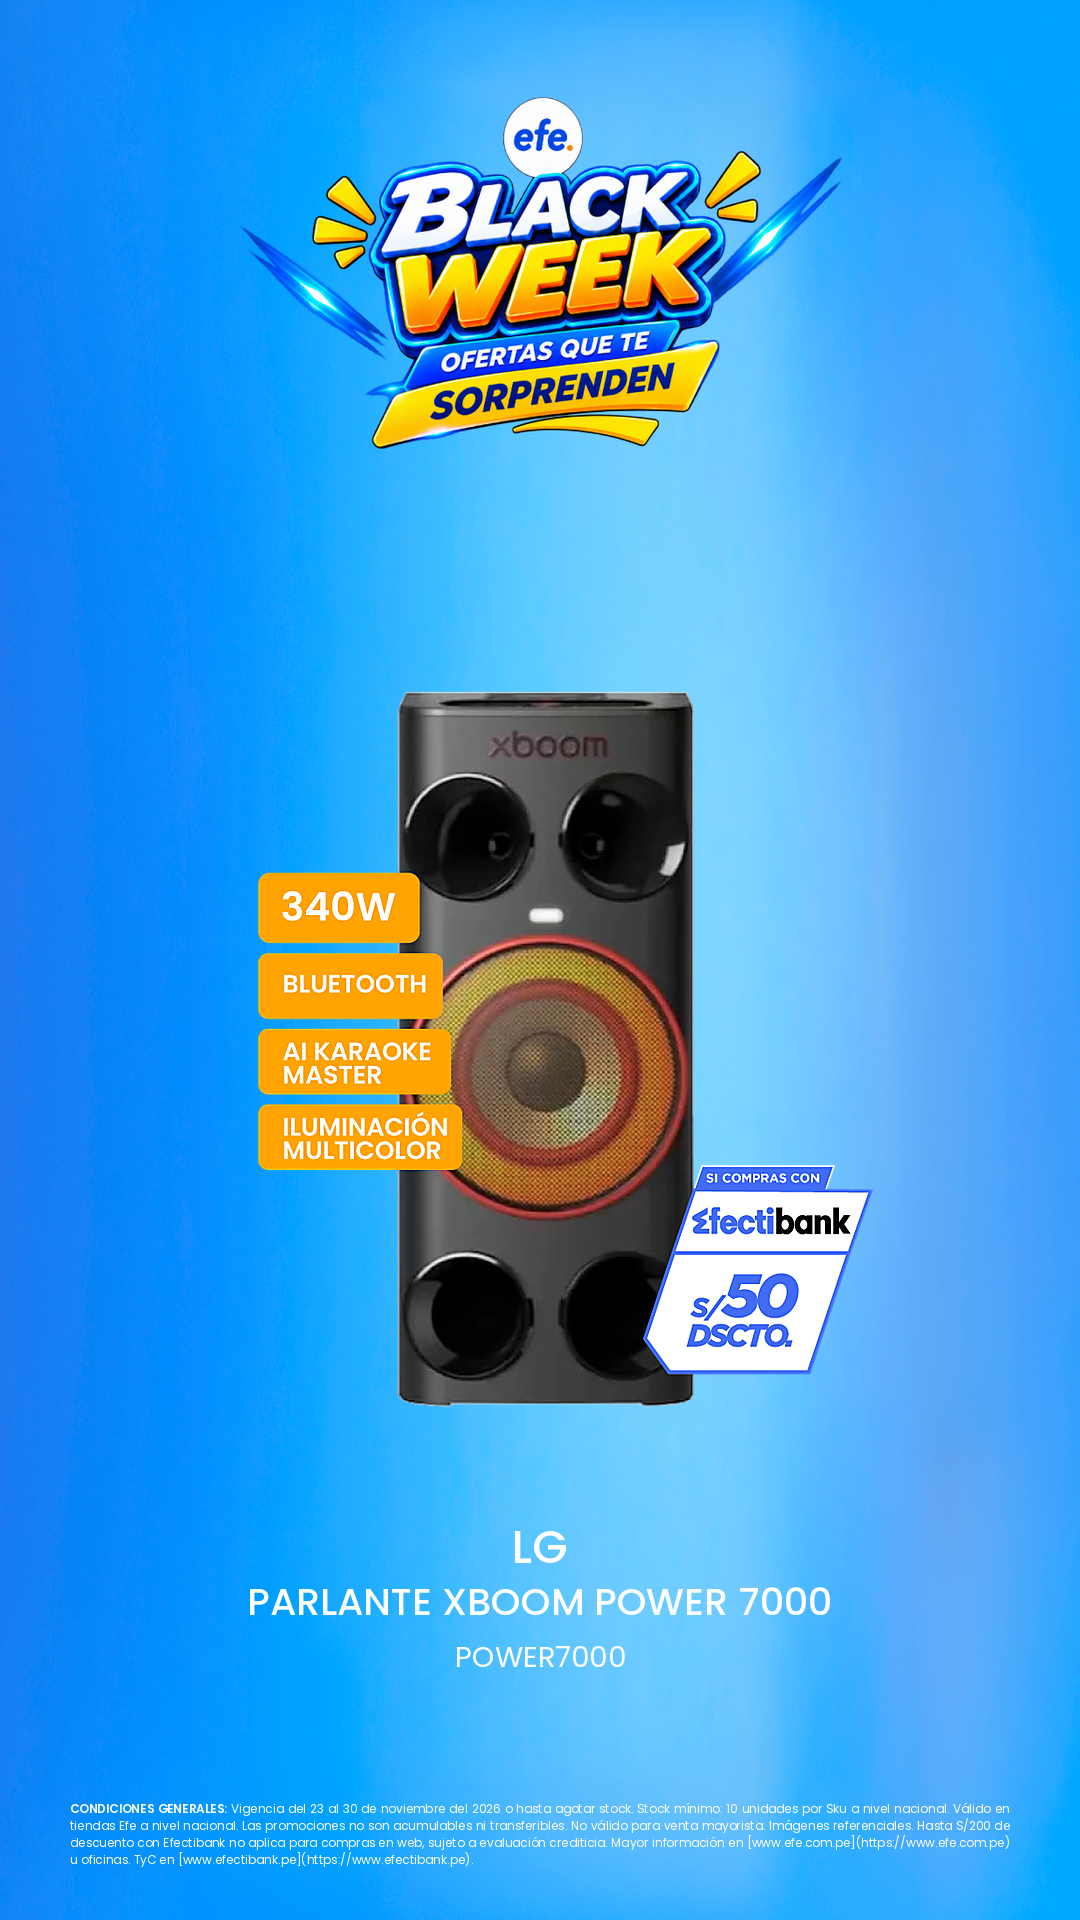 efe.
BLACK
WEEK
OFERTAS QUE TE
SORPRENDEN
xboom
340W
BLUETOOTH
AI KARAOKE
MASTER
ILUMINACIÓN
MULTICOLOR
SI COMPRAS CON
Efectibank
S/50
DSCTO.
LG
PARLANTE XBOOM POWER 7000
POWER7000
CONDICIONES GENERALES: Vigencia del 23 al 30 de noviembre del 2026 o hasta agotar stock. Stock mínimo: 10 unidades por Sku a nivel nacional. Válido en
tiendas Efe a nivel nacional. Las promociones no son acumulables ni transferibles. No válido para venta mayorista. Imágenes referenciales. Hasta S/200 de
descuento con Efectibank no aplica para compras en web, sujeto a evaluación crediticia. Mayor información en [www.efe.com.pe](https://www.efe.com.pe)
u oficinas. TyC en [www.efectibank.pe](https://www.efectibank.pe).